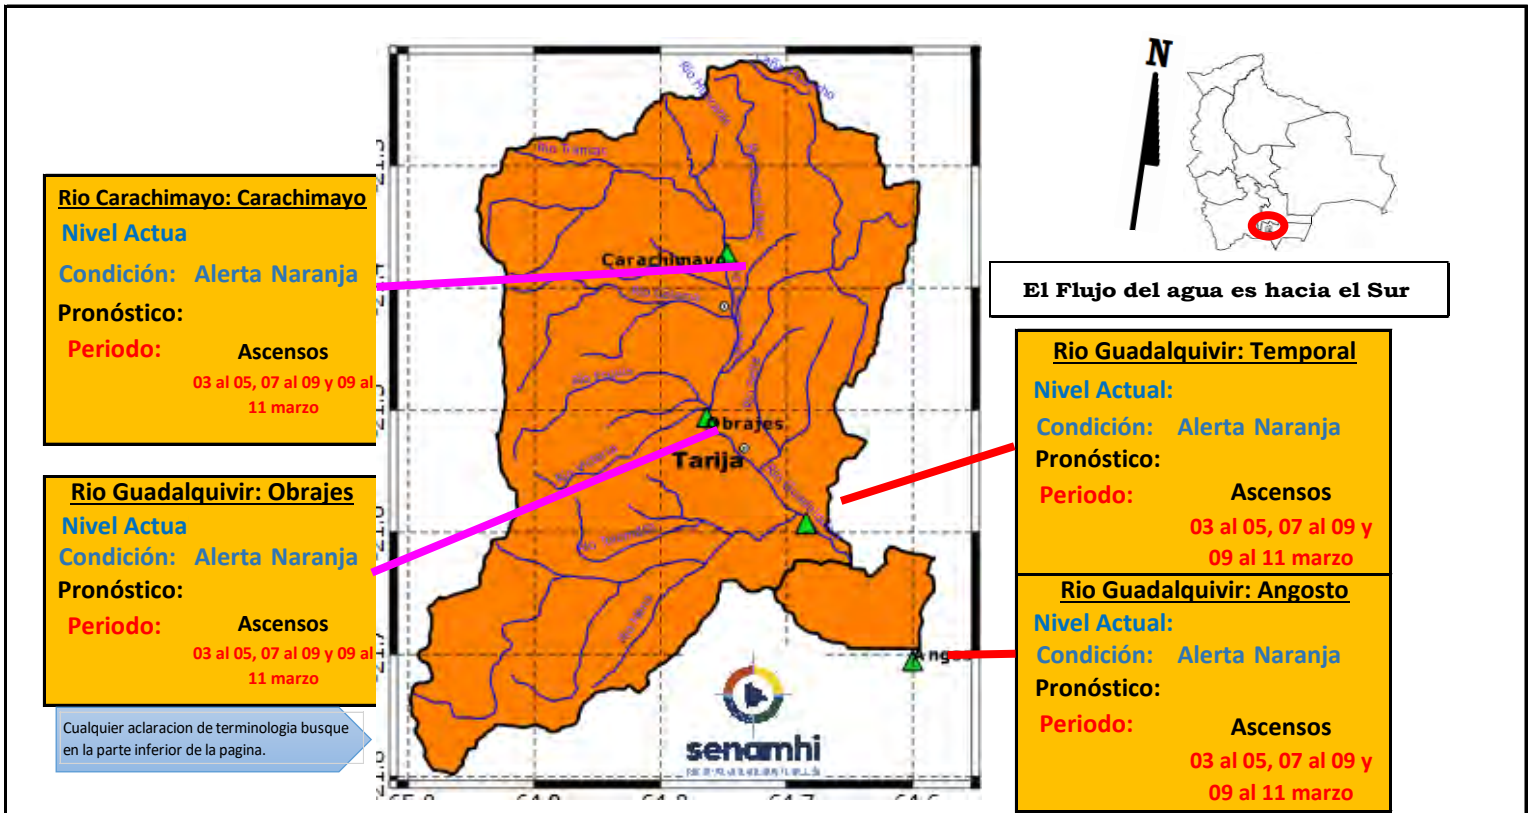 Rio Carachimayo: Carachimayo
Nivel Actua
Condición: Alerta Naranja
Pronóstico:
Periodo: Ascensos
03 al 05, 07 al 09 y 09 al
11 marzo
Rio Guadalquivir: Obrajes
Nivel Actua
Condición: Alerta Naranja
Pronóstico:
Periodo: Ascensos
03 al 05, 07 al 09 y 09 al
11 marzo
Cualquier aclaracion de terminologia busque
en la parte inferior de la pagina.
Carachimayo
Obrajes
Tarija
senamhi
N
El Flujo del agua es hacia el Sur
Rio Guadalquivir: Temporal
Nivel Actual:
Condición: Alerta Naranja
Pronóstico:
Periodo: Ascensos
03 al 05, 07 al 09 y
09 al 11 marzo
Rio Guadalquivir: Angosto
Nivel Actual:
Condición: Alerta Naranja
Pronóstico:
Periodo: Ascensos
03 al 05, 07 al 09 y
09 al 11 marzo